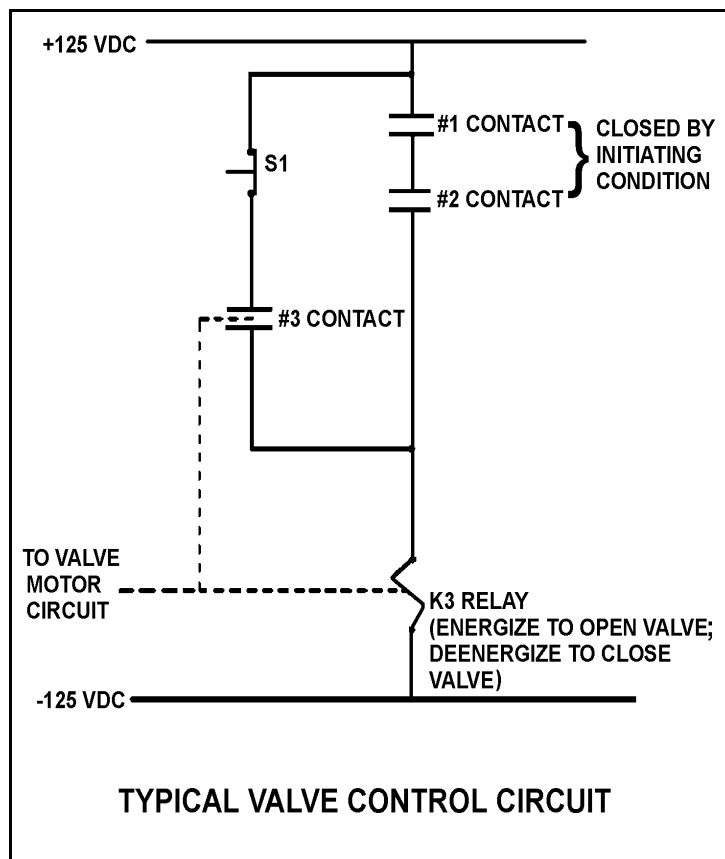 +125 VDC
#1 CONTACT
#2 CONTACT
CLOSED BY
INITIATING
CONDITION
S1
#3 CONTACT
TO VALVE
MOTOR
CIRCUIT
K3 RELAY
(ENERGIZE TO OPEN VALVE;
DEENERGIZE TO CLOSE
VALVE)
-125 VDC
TYPICAL VALVE CONTROL CIRCUIT